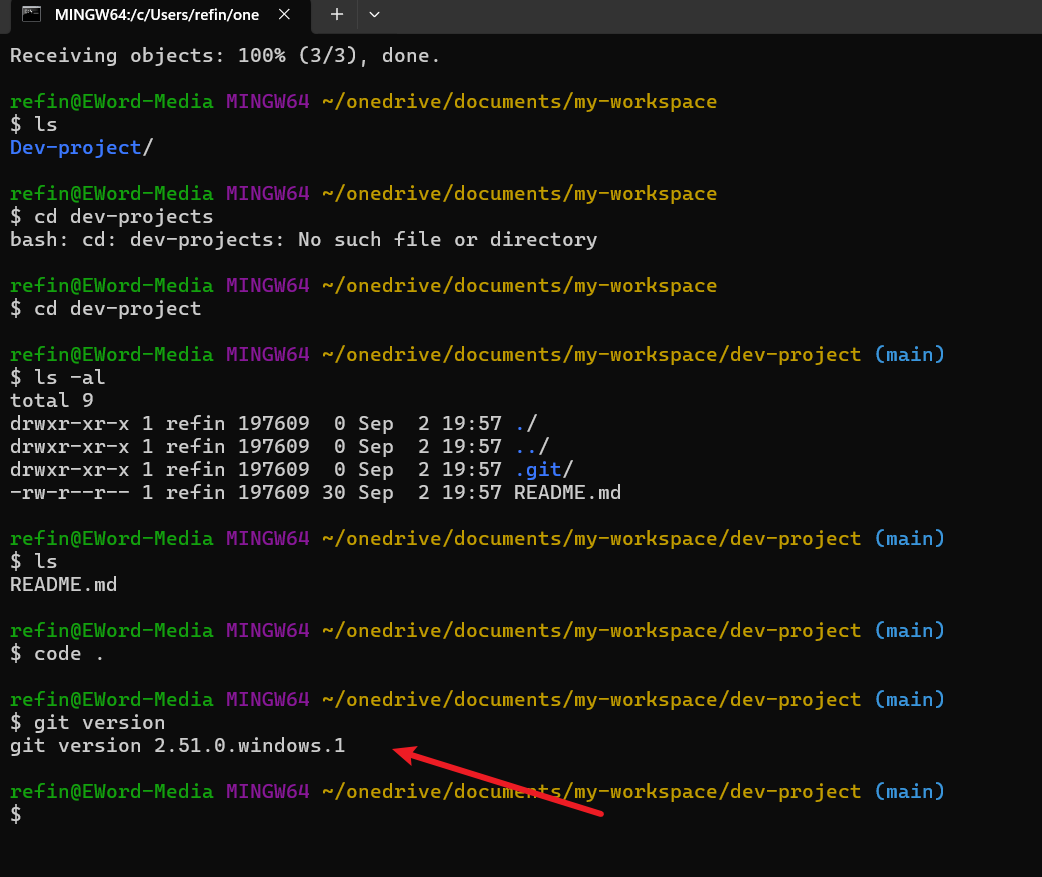 MINGW64:/c/Users/refin/one
Receiving objects: 100% (3/3), done.
refin@EWord-Media MINGW64 ~/onedrive/documents/my-workspace
$ ls
Dev-project/
refin@EWord-Media MINGW64 ~/onedrive/documents/my-workspace
$ cd dev-projects
bash: cd: dev-projects: No such file or directory
refin@EWord-Media MINGW64 ~/onedrive/documents/my-workspace
$ cd dev-project
refin@EWord-Media MINGW64 ~/onedrive/documents/my-workspace/dev-project (main)
$ ls -al
total 9
drwxr-xr-x 1 refin 197609  0 Sep  2 19:57 ./
drwxr-xr-x 1 refin 197609  0 Sep  2 19:57 ../
drwxr-xr-x 1 refin 197609  0 Sep  2 19:57 .git/
-rw-r--r-- 1 refin 197609 30 Sep  2 19:57 README.md
refin@EWord-Media MINGW64 ~/onedrive/documents/my-workspace/dev-project (main)
$ ls
README.md
refin@EWord-Media MINGW64 ~/onedrive/documents/my-workspace/dev-project (main)
$ code .
refin@EWord-Media MINGW64 ~/onedrive/documents/my-workspace/dev-project (main)
$ git version
git version 2.51.0.windows.1
refin@EWord-Media MINGW64 ~/onedrive/documents/my-workspace/dev-project (main)
$